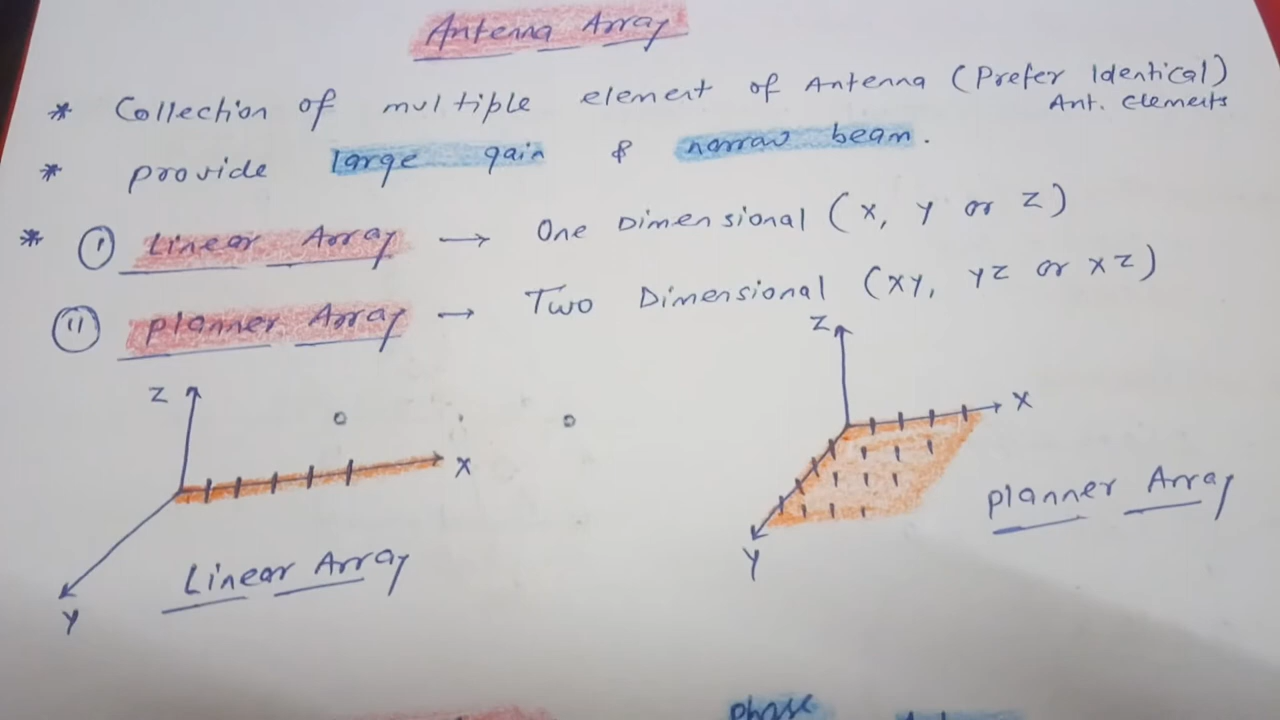 Antenna Array
* Collection of multiple element of Antenna (Prefer Identical)
Ant. Elements
* provide large gain & narrow beam.
* (I) Linear Array → One Dimensional (X, Y or Z)
(II) Planner Array → Two Dimensional (XY, YZ or XZ)
Z
X
Y
Linear Array
Z
X
Y
Planner Array
phase